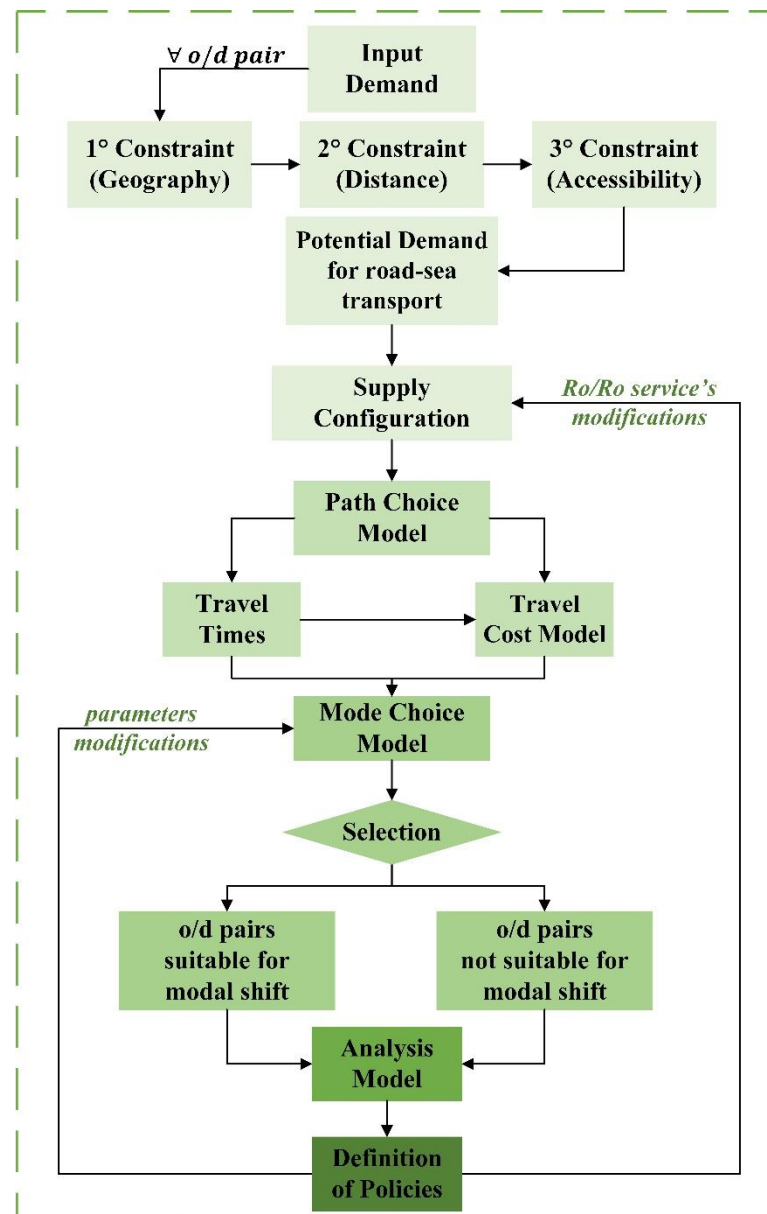 ∀ o/d pair
Input
Demand
1° Constraint
(Geography)
2° Constraint
(Distance)
3° Constraint
(Accessibility)
Potential Demand
for road-sea
transport
Supply
Configuration
Ro/Ro service's
modifications
Path Choice
Model
Travel
Times
Travel
Cost Model
parameters
modifications
Mode Choice
Model
Selection
o/d pairs
suitable for
modal shift
o/d pairs
not suitable for
modal shift
Analysis
Model
Definition
of Policies